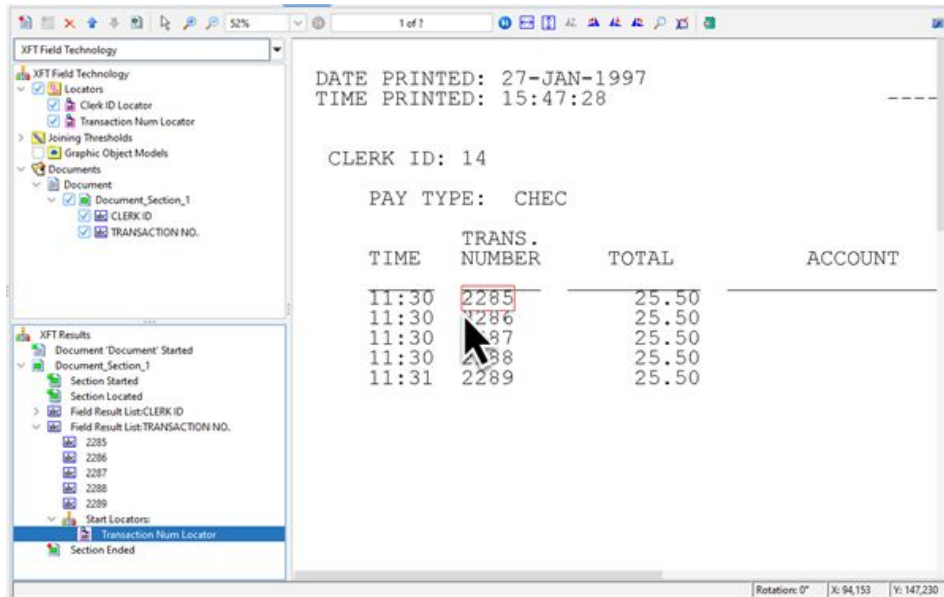 52%
1 of ?
XFT Field Technology
XFT Field Technology
Locators
Clerk ID Locator
Transaction Num Locator
Joining Thresholds
Graphic Object Models
Documents
Document
Document_Section_1
CLERK ID
TRANSACTION NO.
XFT Results
Document 'Document' Started
Document_Section_1
Section Started
Section Located
Field Result List:CLERK ID
Field Result List:TRANSACTION NO.
2285
2286
2287
2288
2289
Start Locators:
Transaction Num Locator
Section Ended
DATE PRINTED: 27-JAN-1997
TIME PRINTED: 15:47:28 ----
CLERK ID: 14
PAY TYPE: CHEC
TRANS.
TIME NUMBER TOTAL ACCOUNT
11:30 2285 25.50
11:30 2286 25.50
11:30 87 25.50
11:30 88 25.50
11:31 2289 25.50
Rotation: 0° X: 94,153 Y: 147,230